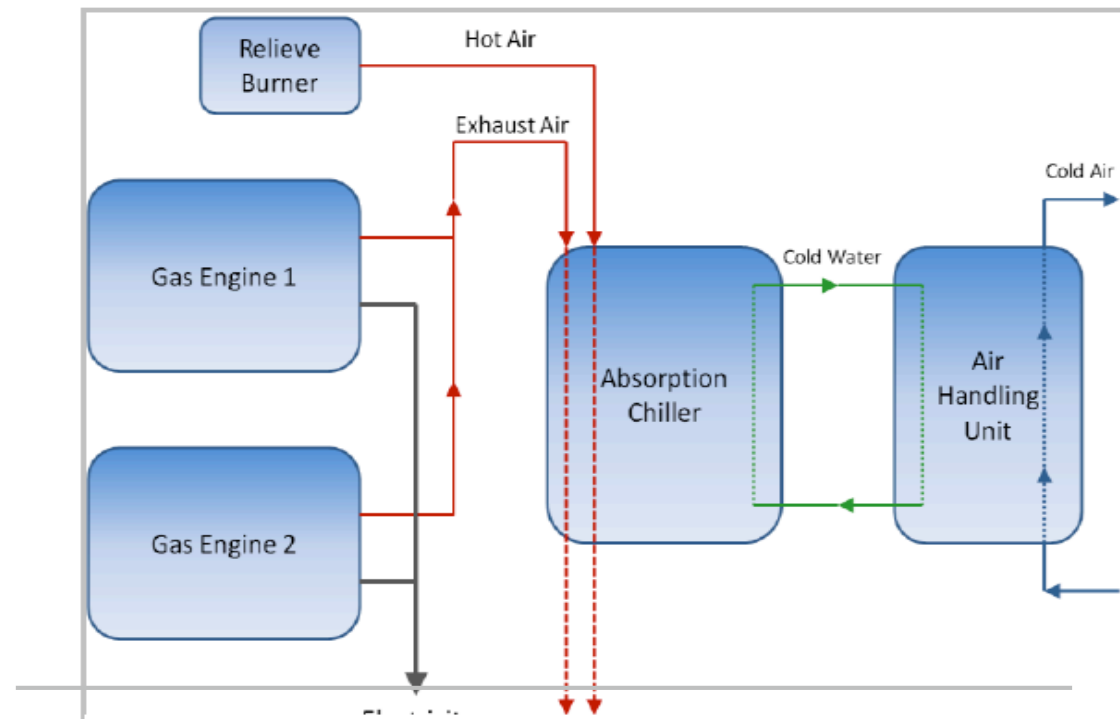 Relieve
Burner
Hot Air
Exhaust Air
Cold Air
Gas Engine 1
Cold Water
Absorption
Chiller
Air
Handling
Unit
Gas Engine 2